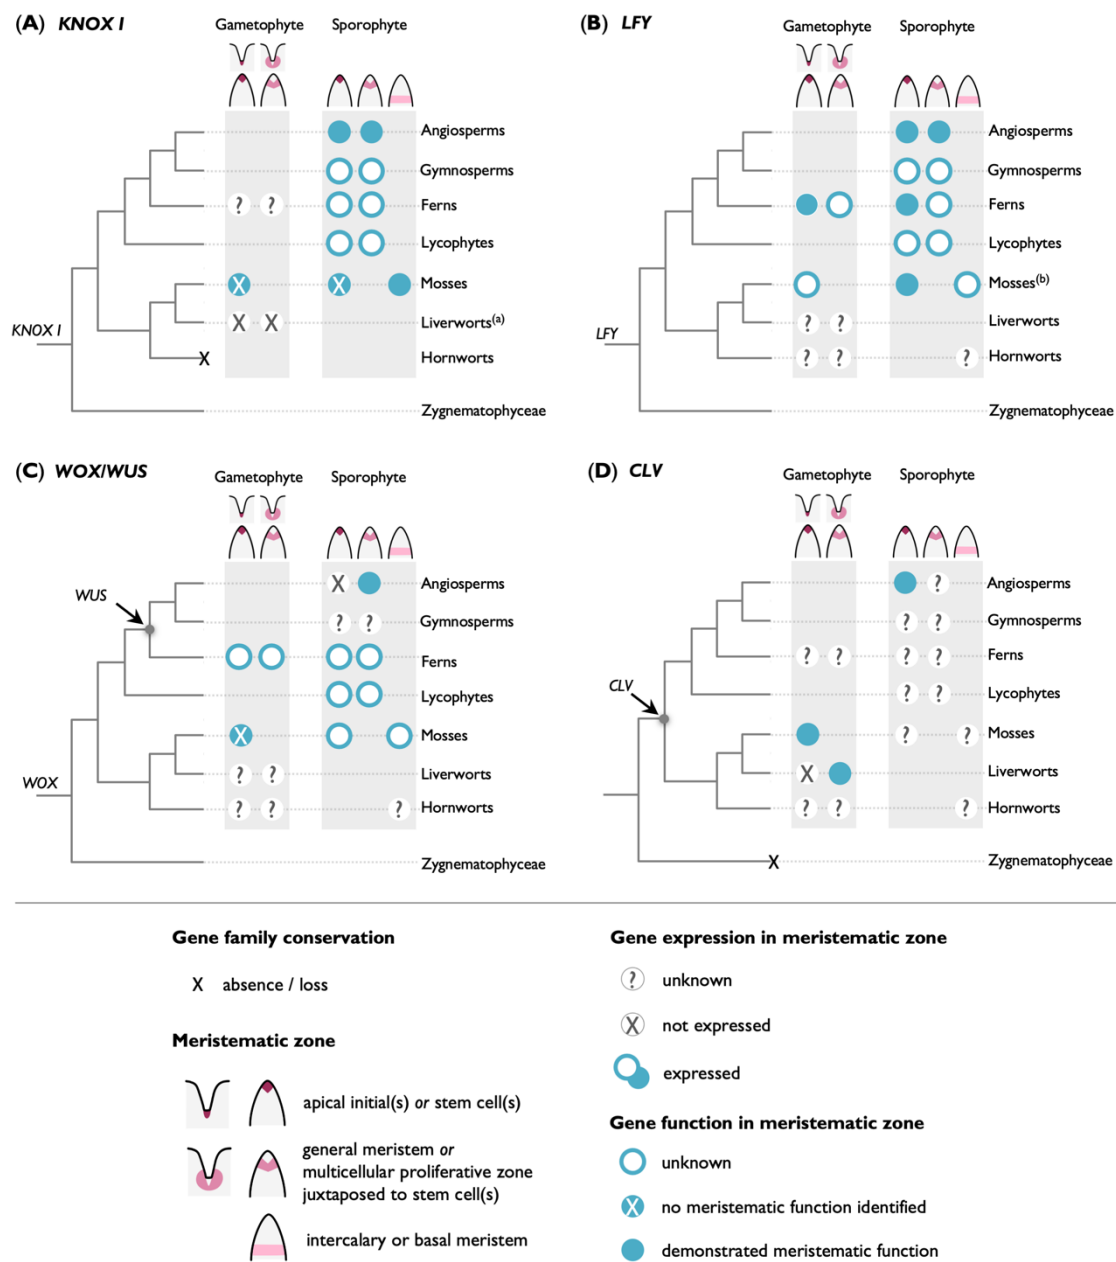 (A) KNOX I
Gametophyte Sporophyte
Angiosperms
Gymnosperms
? ? Ferns
Lycophytes
X X Mosses
KNOX I
X X Liverworts(a)
X Hornworts
Zygnematophyceae
(B) LFY
Gametophyte Sporophyte
Angiosperms
Gymnosperms
Ferns
Lycophytes
Mosses(b)
LFY
? ? Liverworts
? ? ? Hornworts
Zygnematophyceae
(C) WOX/WUS
Gametophyte Sporophyte
X Angiosperms
WUS
? ? Gymnosperms
Ferns
Lycophytes
X Mosses
WOX
? ? Liverworts
? ? ? Hornworts
Zygnematophyceae
(D) CLV
Gametophyte Sporophyte
? Angiosperms
? ? Gymnosperms
? ? ? ? Ferns
CLV
? ? Lycophytes
? ? Mosses
X Liverworts
? ? ? Hornworts
X Zygnematophyceae
Gene family conservation
X absence / loss
Meristematic zone
apical initial(s) or stem cell(s)
general meristem or
multicellular proliferative zone
juxtaposed to stem cell(s)
intercalary or basal meristem
Gene expression in meristematic zone
? unknown
X not expressed
expressed
Gene function in meristematic zone
unknown
X no meristematic function identified
demonstrated meristematic function